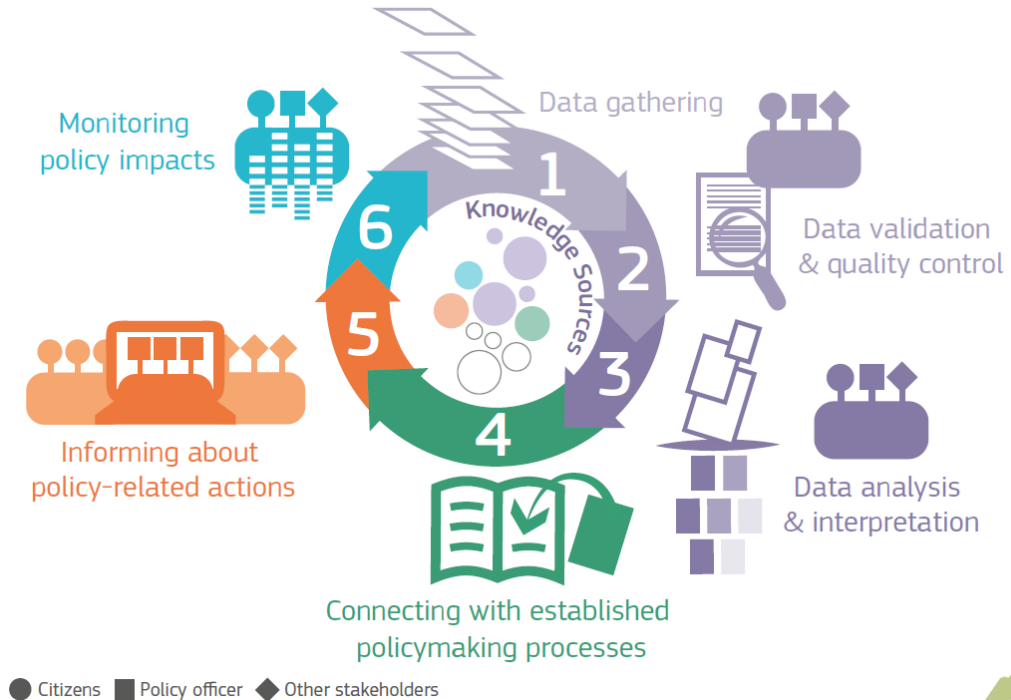 Data gathering
1
Data validation
& quality control
2
Data analysis
& interpretation
3
Connecting with established
policymaking processes
4
Informing about
policy-related actions
5
Monitoring
policy impacts
6
Knowledge Sources
Citizens Policy officer Other stakeholders